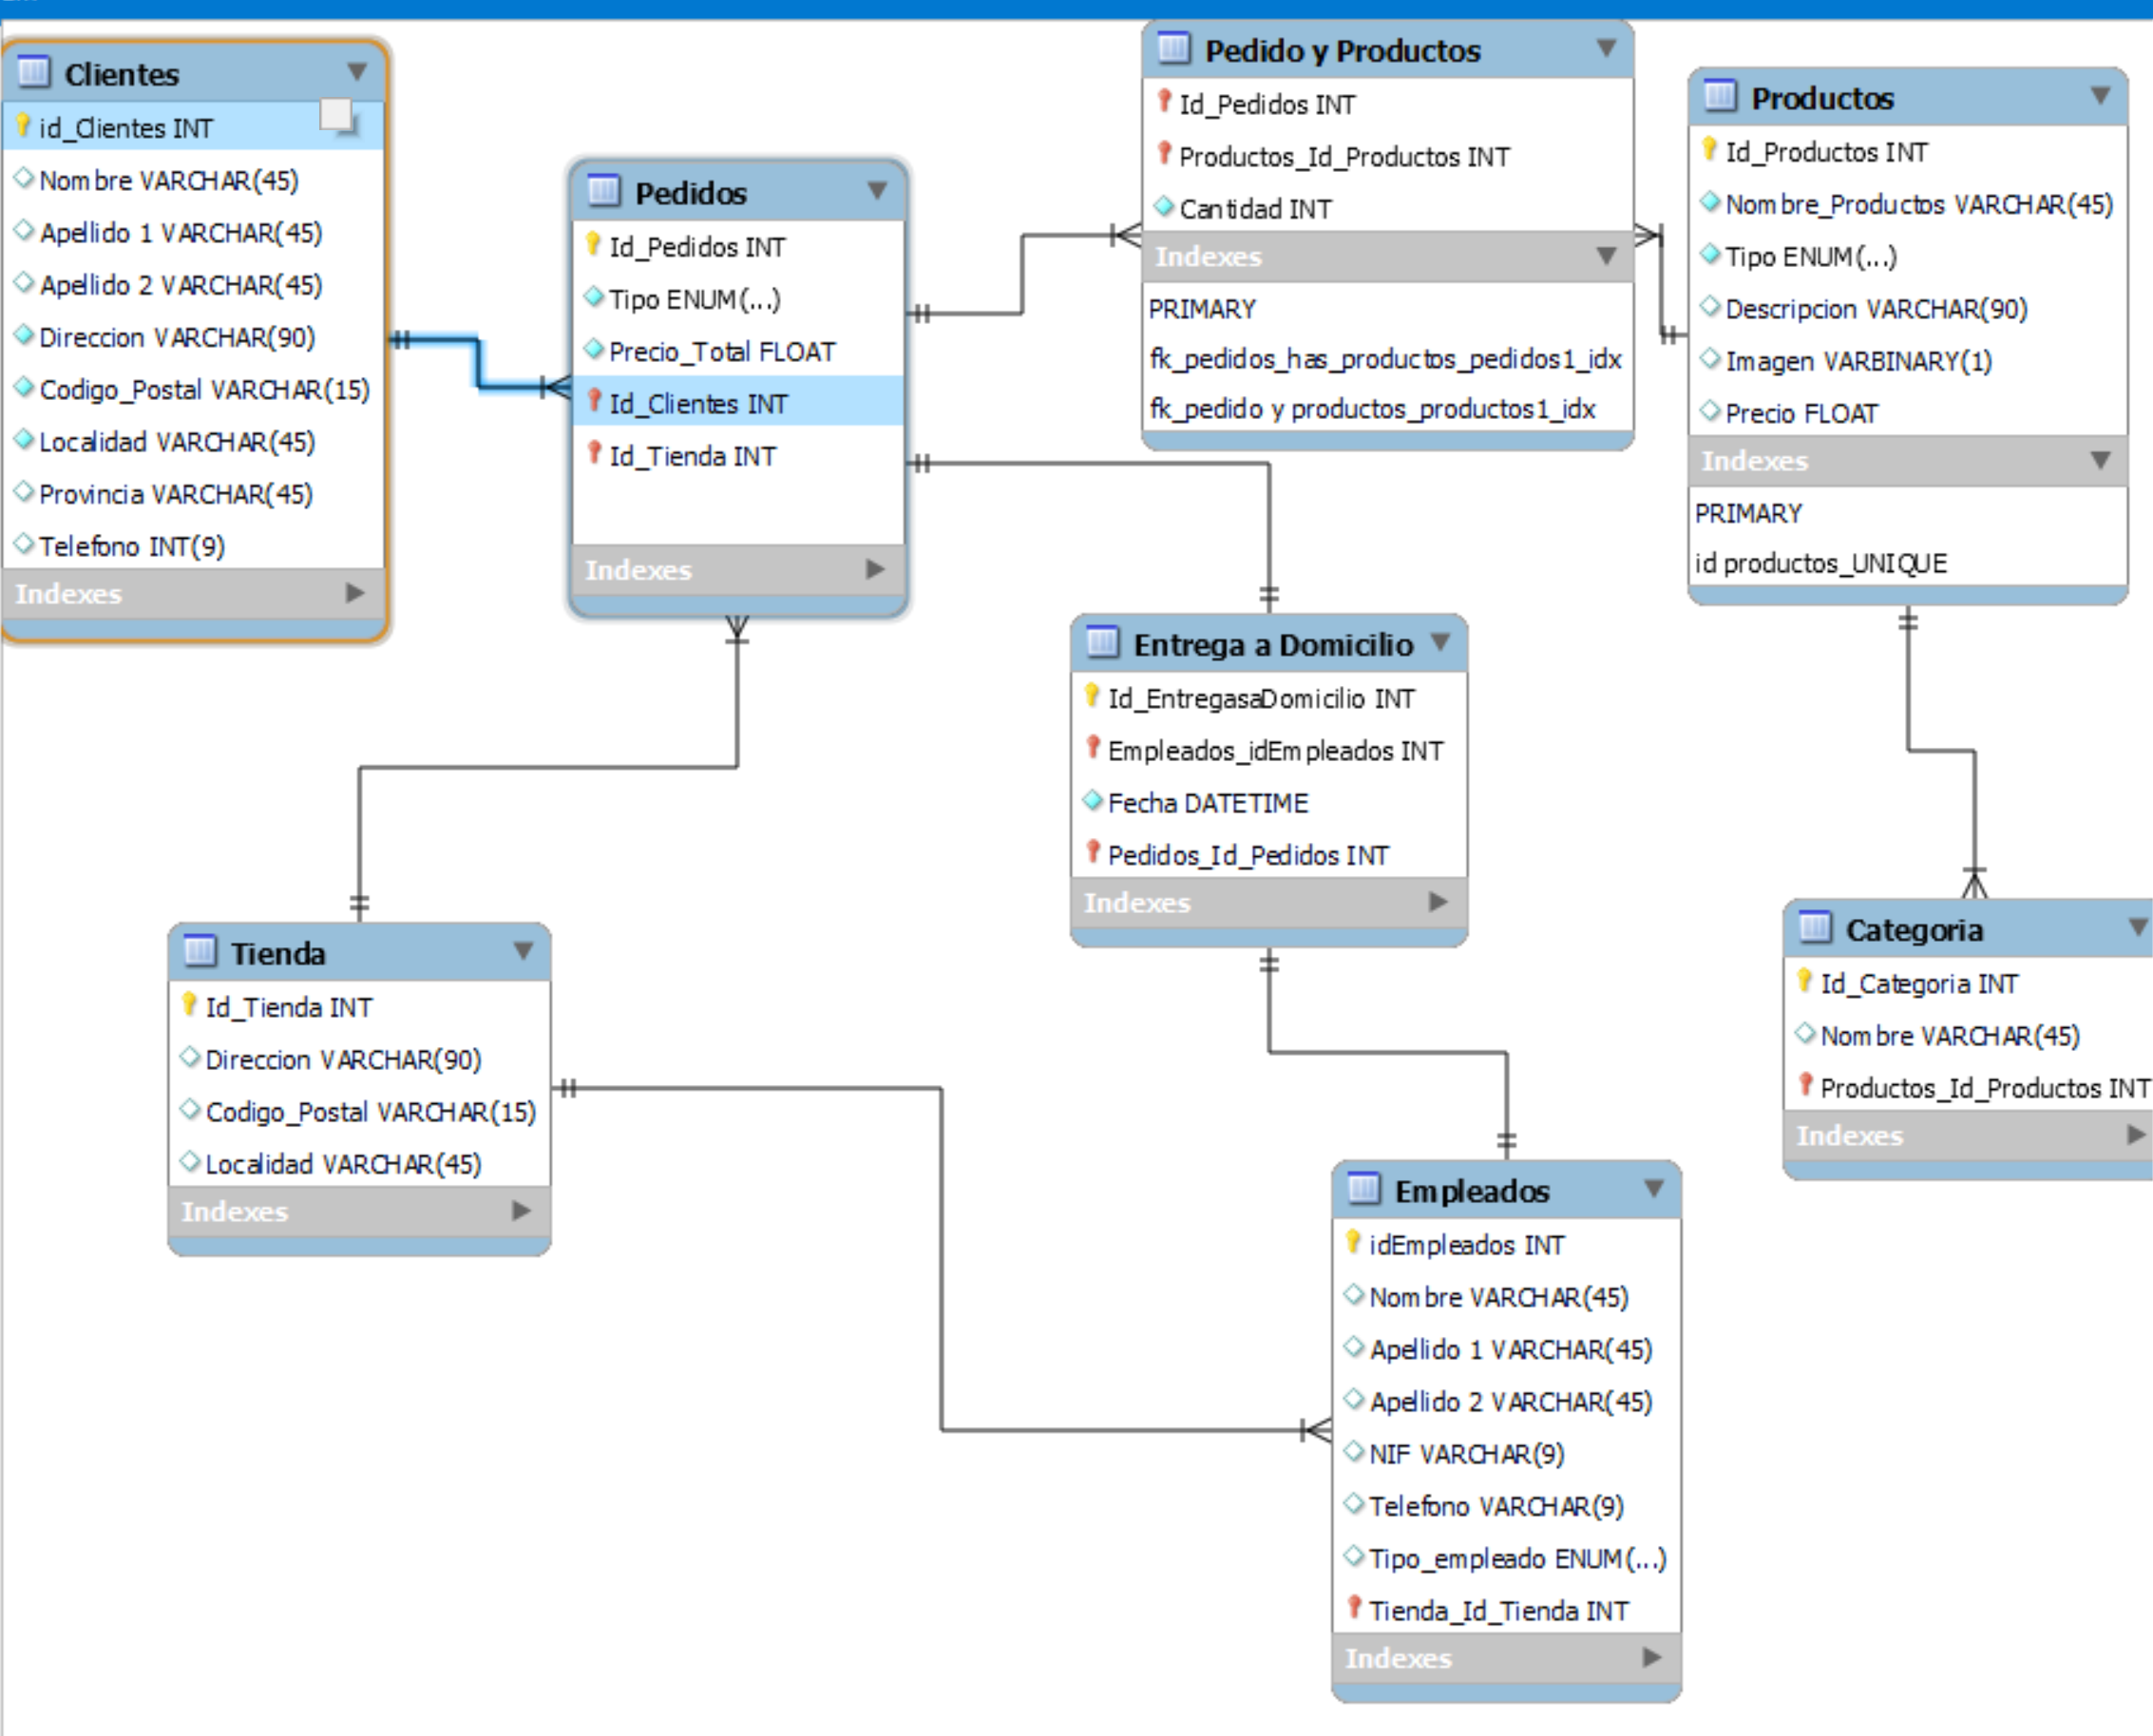 Clientes
id_Clientes INT
Nombre VARCHAR(45)
Apellido 1 VARCHAR(45)
Apellido 2 VARCHAR(45)
Direccion VARCHAR(90)
Codigo_Postal VARCHAR(15)
Localidad VARCHAR(45)
Provincia VARCHAR(45)
Telefono INT(9)
Indexes
Pedidos
Id_Pedidos INT
Tipo ENUM(...)
Precio_Total FLOAT
Id_Clientes INT
Id_Tienda INT
Indexes
Pedido y Productos
Id_Pedidos INT
Productos_Id_Productos INT
Cantidad INT
Indexes
PRIMARY
fk_pedidos_has_productos_pedidos1_idx
fk_pedido y productos_productos1_idx
Productos
Id_Productos INT
Nombre_Productos VARCHAR(45)
Tipo ENUM(...)
Descripcion VARCHAR(90)
Imagen VARBINARY(1)
Precio FLOAT
Indexes
PRIMARY
id productos_UNIQUE
Entrega a Domicilio
Id_EntregasaDomicilio INT
Empleados_idEmpleados INT
Fecha DATETIME
Pedidos_Id_Pedidos INT
Indexes
Tienda
Id_Tienda INT
Direccion VARCHAR(90)
Codigo_Postal VARCHAR(15)
Localidad VARCHAR(45)
Indexes
Categoria
Id_Categoria INT
Nombre VARCHAR(45)
Productos_Id_Productos INT
Indexes
Empleados
idEmpleados INT
Nombre VARCHAR(45)
Apellido 1 VARCHAR(45)
Apellido 2 VARCHAR(45)
NIF VARCHAR(9)
Telefono VARCHAR(9)
Tipo_empleado ENUM(...)
Tienda_Id_Tienda INT
Indexes